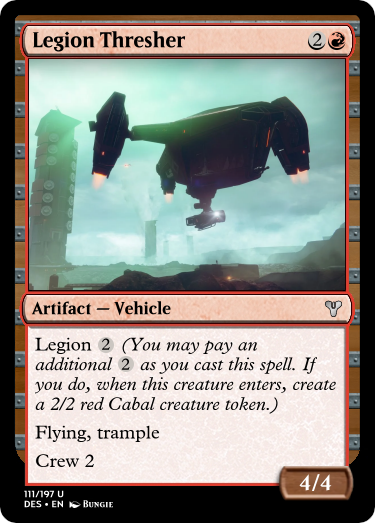 Legion Thresher 2
Artifact — Vehicle
Legion 2 (You may pay an
additional 2 as you cast this spell. If
you do, when this creature enters, create
a 2/2 red Cabal creature token.)
Flying, trample
Crew 2
4/4
111/197 U
DES • EN Bungie